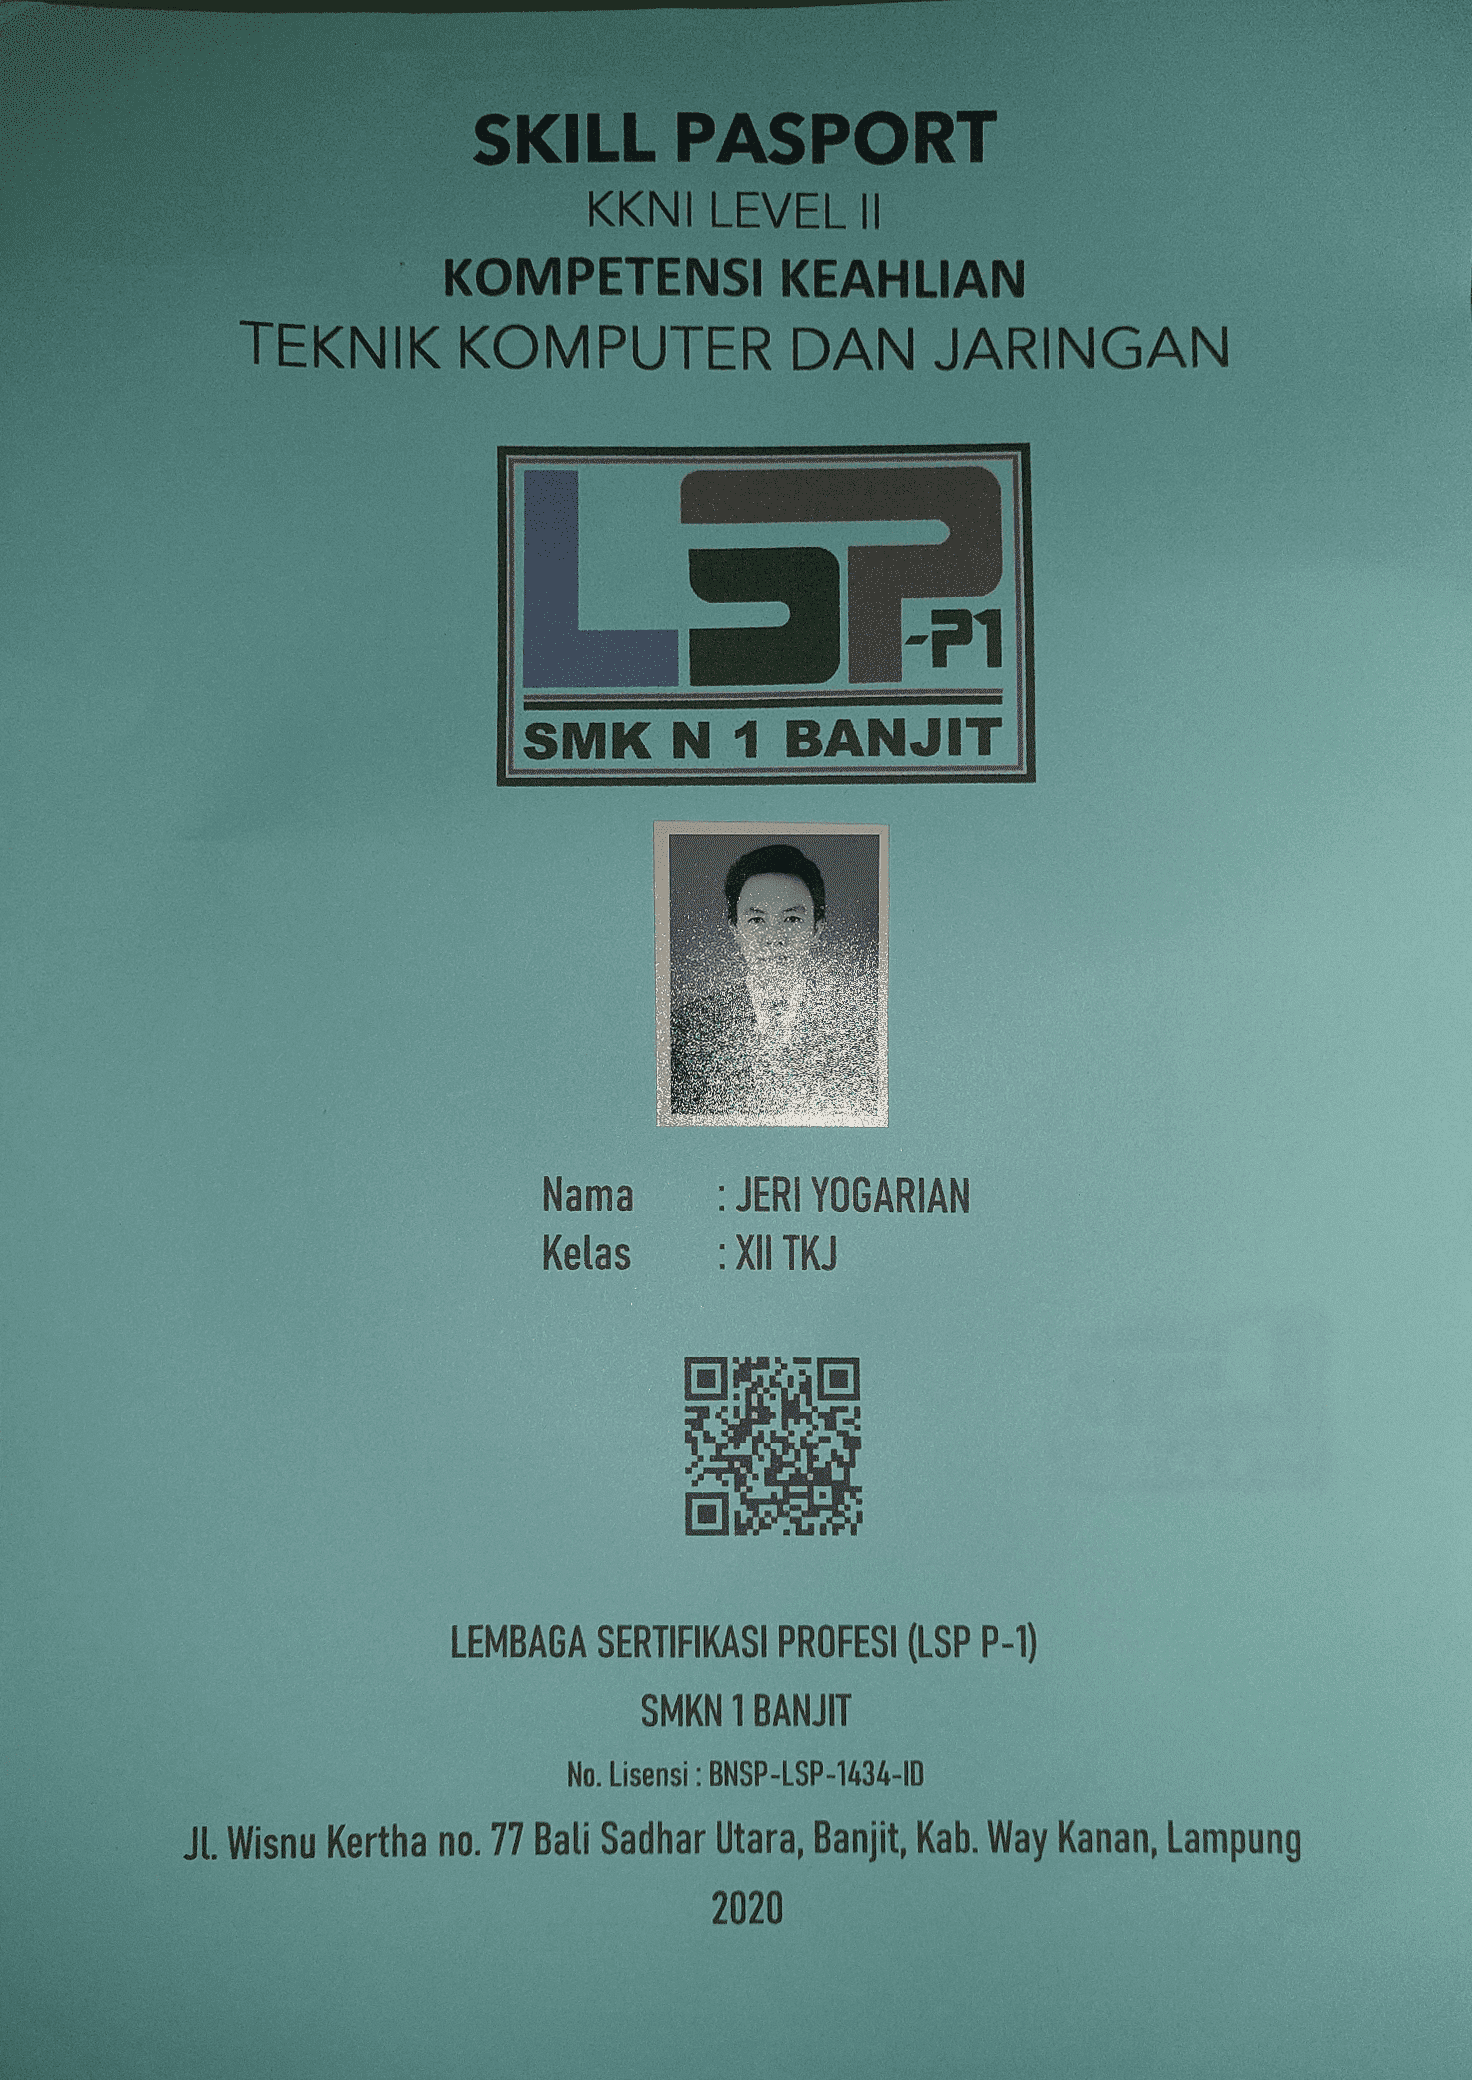 SKILL PASPORT
KKNI LEVEL II
KOMPETENSI KEAHLIAN
TEKNIK KOMPUTER DAN JARINGAN
LSP-P1
SMK N 1 BANJIT
Nama : JERI YOGARIAN
Kelas : XII TKJ
LEMBAGA SERTIFIKASI PROFESI (LSP P-1)
SMKN 1 BANJIT
No. Lisensi : BNSP-LSP-1434-ID
Jl. Wisnu Kertha no. 77 Bali Sadhar Utara, Banjit, Kab. Way Kanan, Lampung
2020